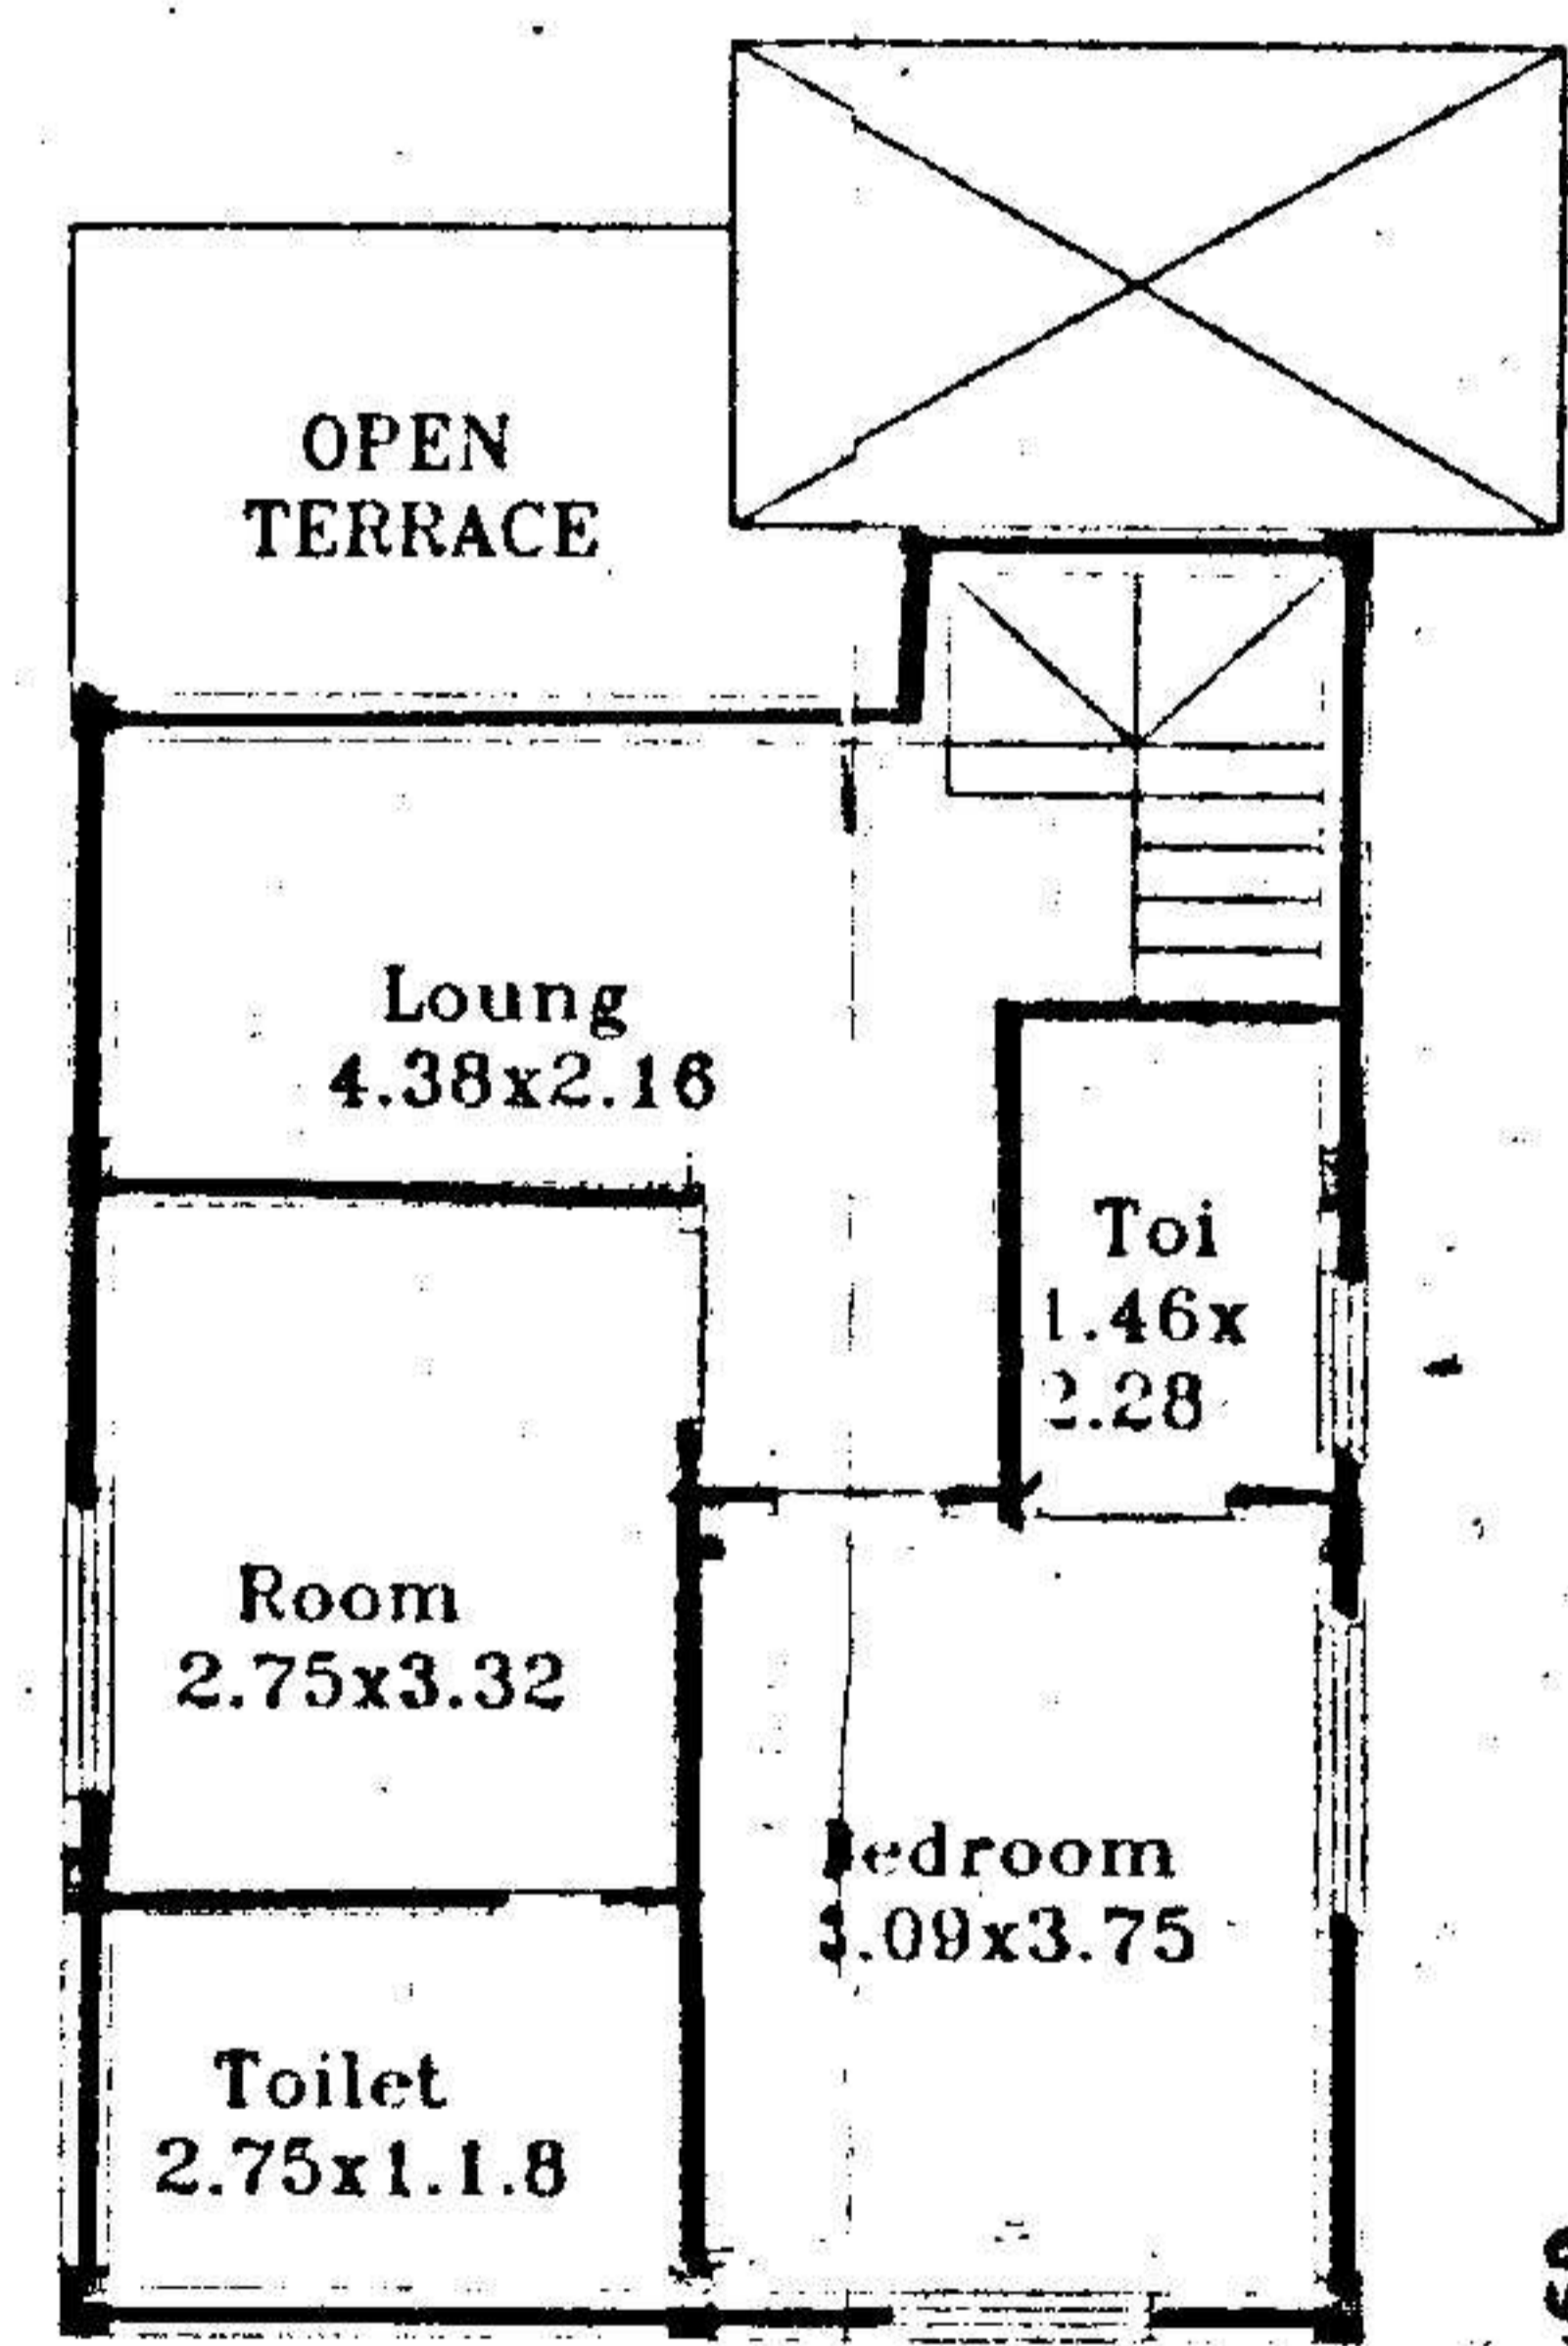 OPEN
TERRACE
Loung
4.38x2.16
Toi
1.46x
2.28
Room
2.75x3.32
edroom
.09x3.75
Toilet
2.75x1.1.8